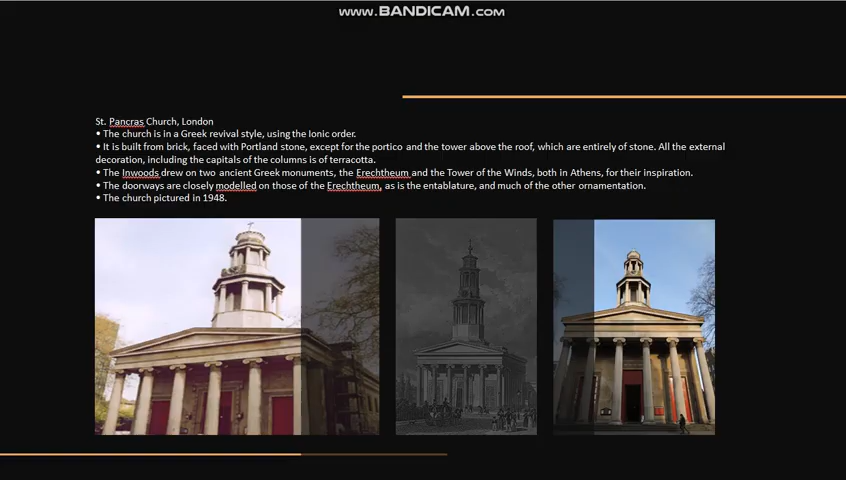 WWW.BANDICAM.COM
St. Pancras Church, London
• The church is in a Greek revival style, using the Ionic order.
• It is built from brick, faced with Portland stone, except for the portico and the tower above the roof, which are entirely of stone. All the external
decoration, including the capitals of the columns is of terracotta.
• The Inwoods drew on two ancient Greek monuments, the Erechtheum and the Tower of the Winds, both in Athens, for their inspiration.
• The doorways are closely modelled on those of the Erechtheum, as is the entablature, and much of the other ornamentation.
• The church pictured in 1948.